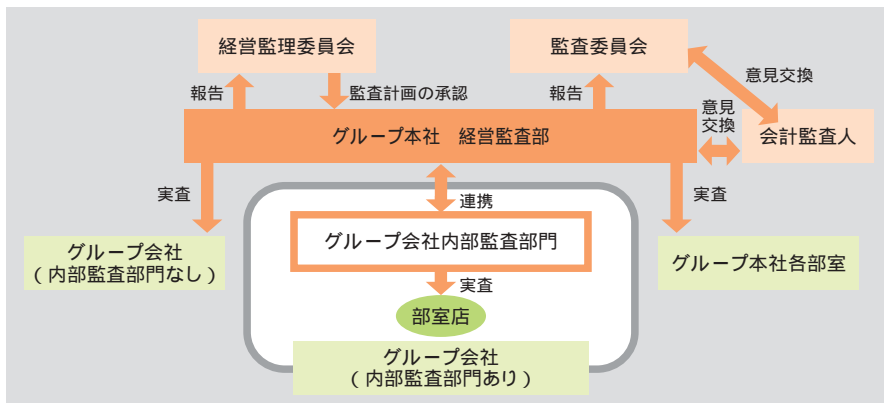 経営監理委員会
監査委員会
報告
監査計画の承認
報告
意見交換
意見
交換
グループ本社　経営監査部
会計監査人
実査
連携
実査
グループ会社
（内部監査部門なし）
グループ会社内部監査部門
グループ本社各部室
実査
部室店
グループ会社
（内部監査部門あり）